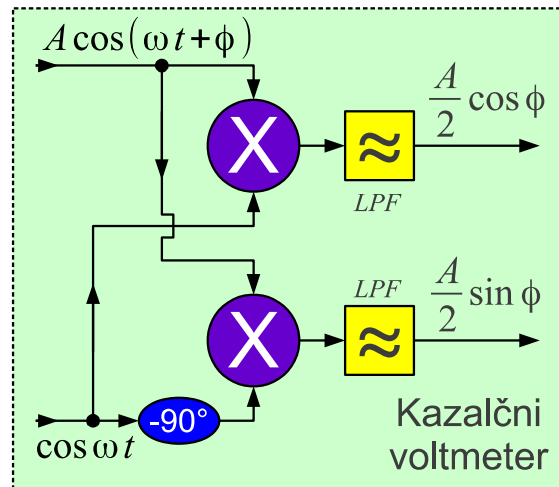 A cos(ω t+ϕ)
X
≈
A/2 cos ϕ
LPF
X
LPF
≈
A/2 sin ϕ
-90°
cos ω t
Kazalčni
voltmeter